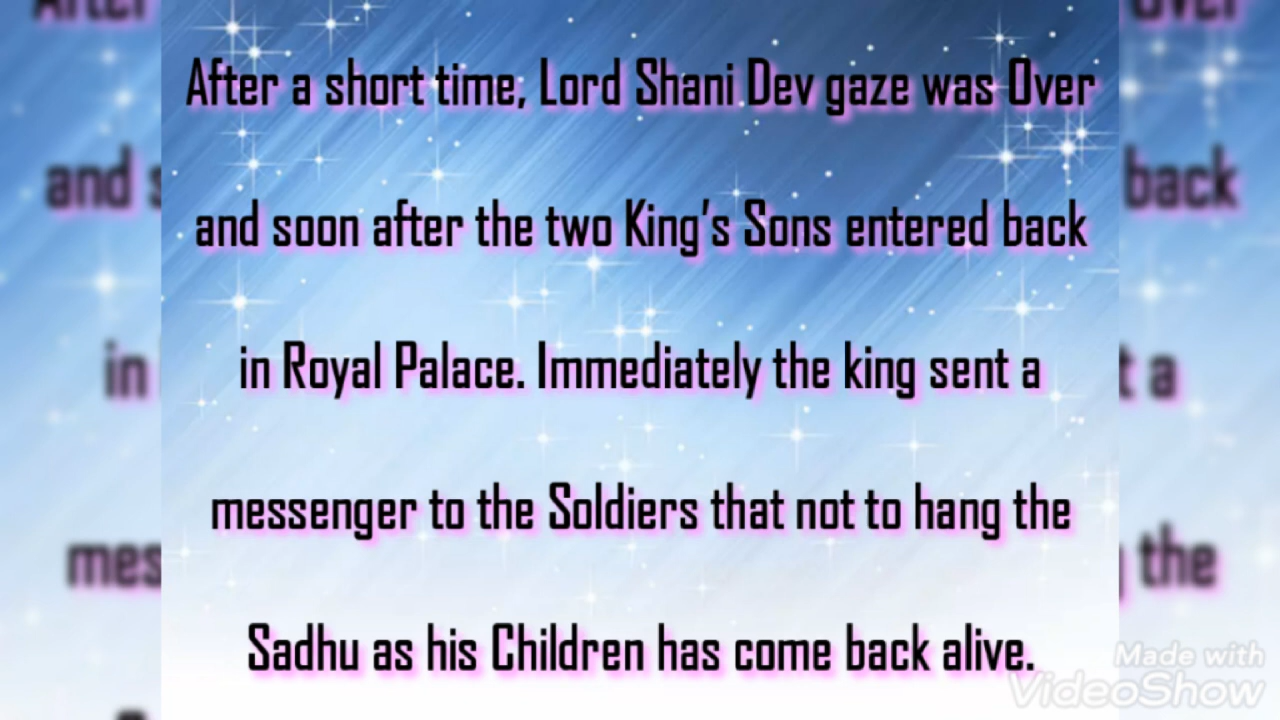 After a short time, Lord Shani Dev gaze was Over
and soon after the two King's Sons entered back
in Royal Palace. Immediately the king sent a
messenger to the Soldiers that not to hang the
Sadhu as his Children has come back alive.
Made with
VideoShow